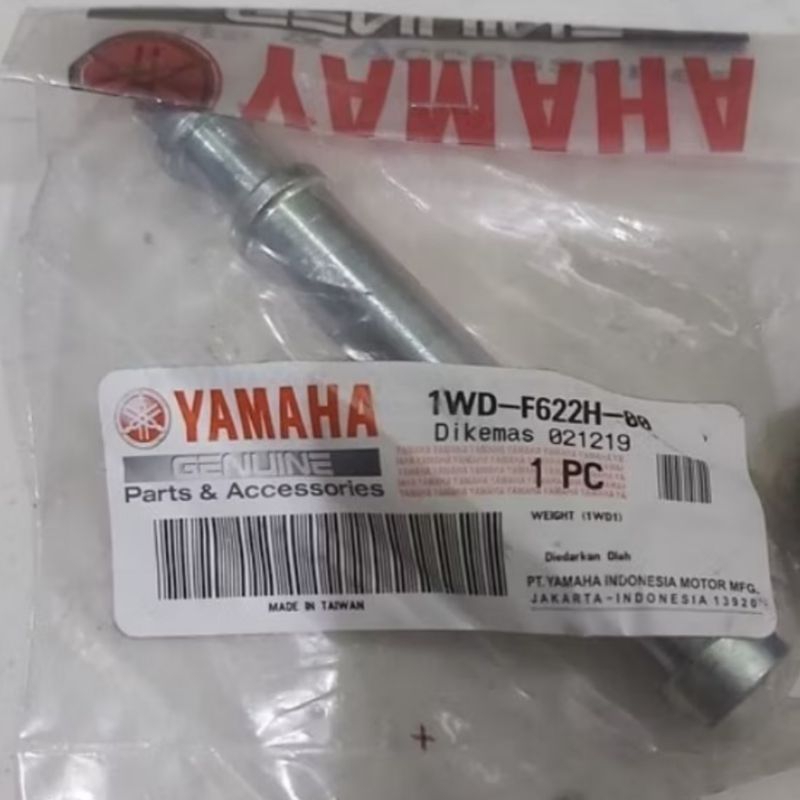 GENUINE
YAMAHA
YAMAHA
GENUINE
Parts & Accessories
1WD-F622H-00
Dikemas 021219
1 PC
WEIGHT (1WD1)
Diedarkan Oleh
PT. YAMAHA INDONESIA MOTOR MFG.
JAKARTA-INDONESIA 13920
MADE IN TAIWAN